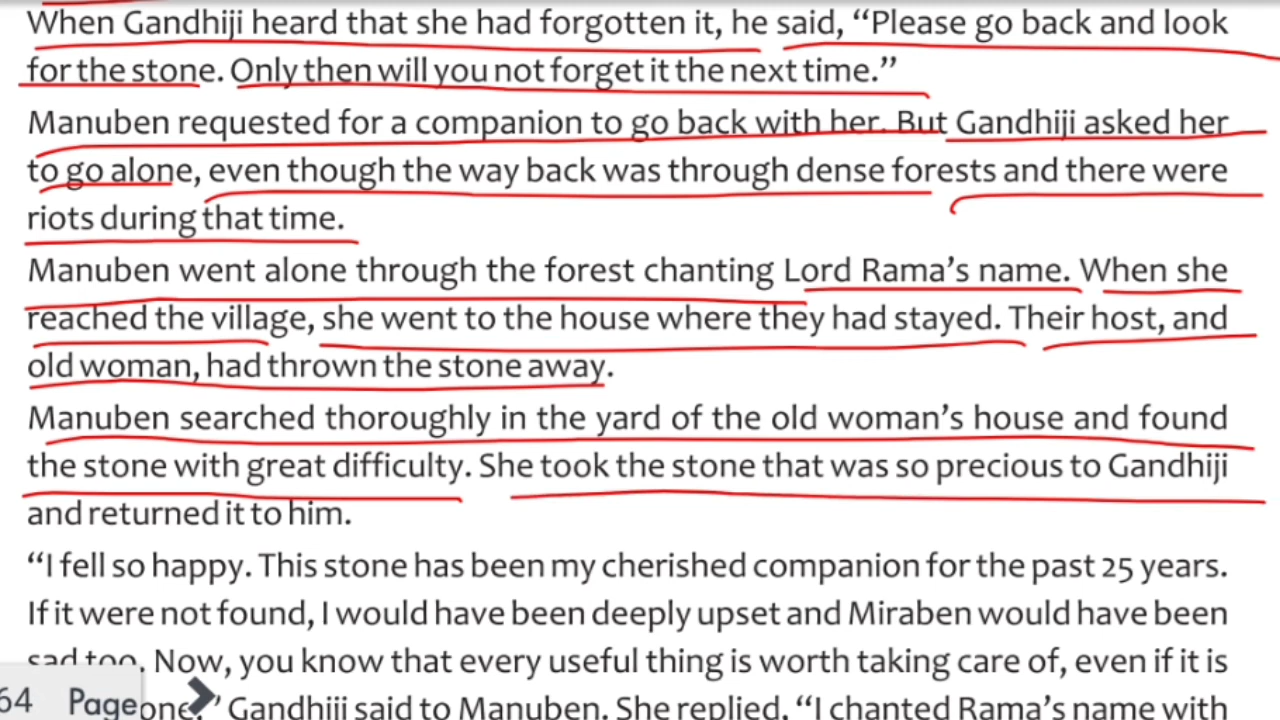 When Gandhiji heard that she had forgotten it, he said, “Please go back and look
for the stone. Only then will you not forget it the next time.”
Manuben requested for a companion to go back with her. But Gandhiji asked her
to go alone, even though the way back was through dense forests and there were
riots during that time.
Manuben went alone through the forest chanting Lord Rama’s name. When she
reached the village, she went to the house where they had stayed. Their host, and
old woman, had thrown the stone away.
Manuben searched thoroughly in the yard of the old woman’s house and found
the stone with great difficulty. She took the stone that was so precious to Gandhiji
and returned it to him.
“I fell so happy. This stone has been my cherished companion for the past 25 years.
If it were not found, I would have been deeply upset and Miraben would have been
sad too. Now, you know that every useful thing is worth taking care of, even if it is
Gandhiji said to Manuben. She replied, “I chanted Rama’s name with
64 Page